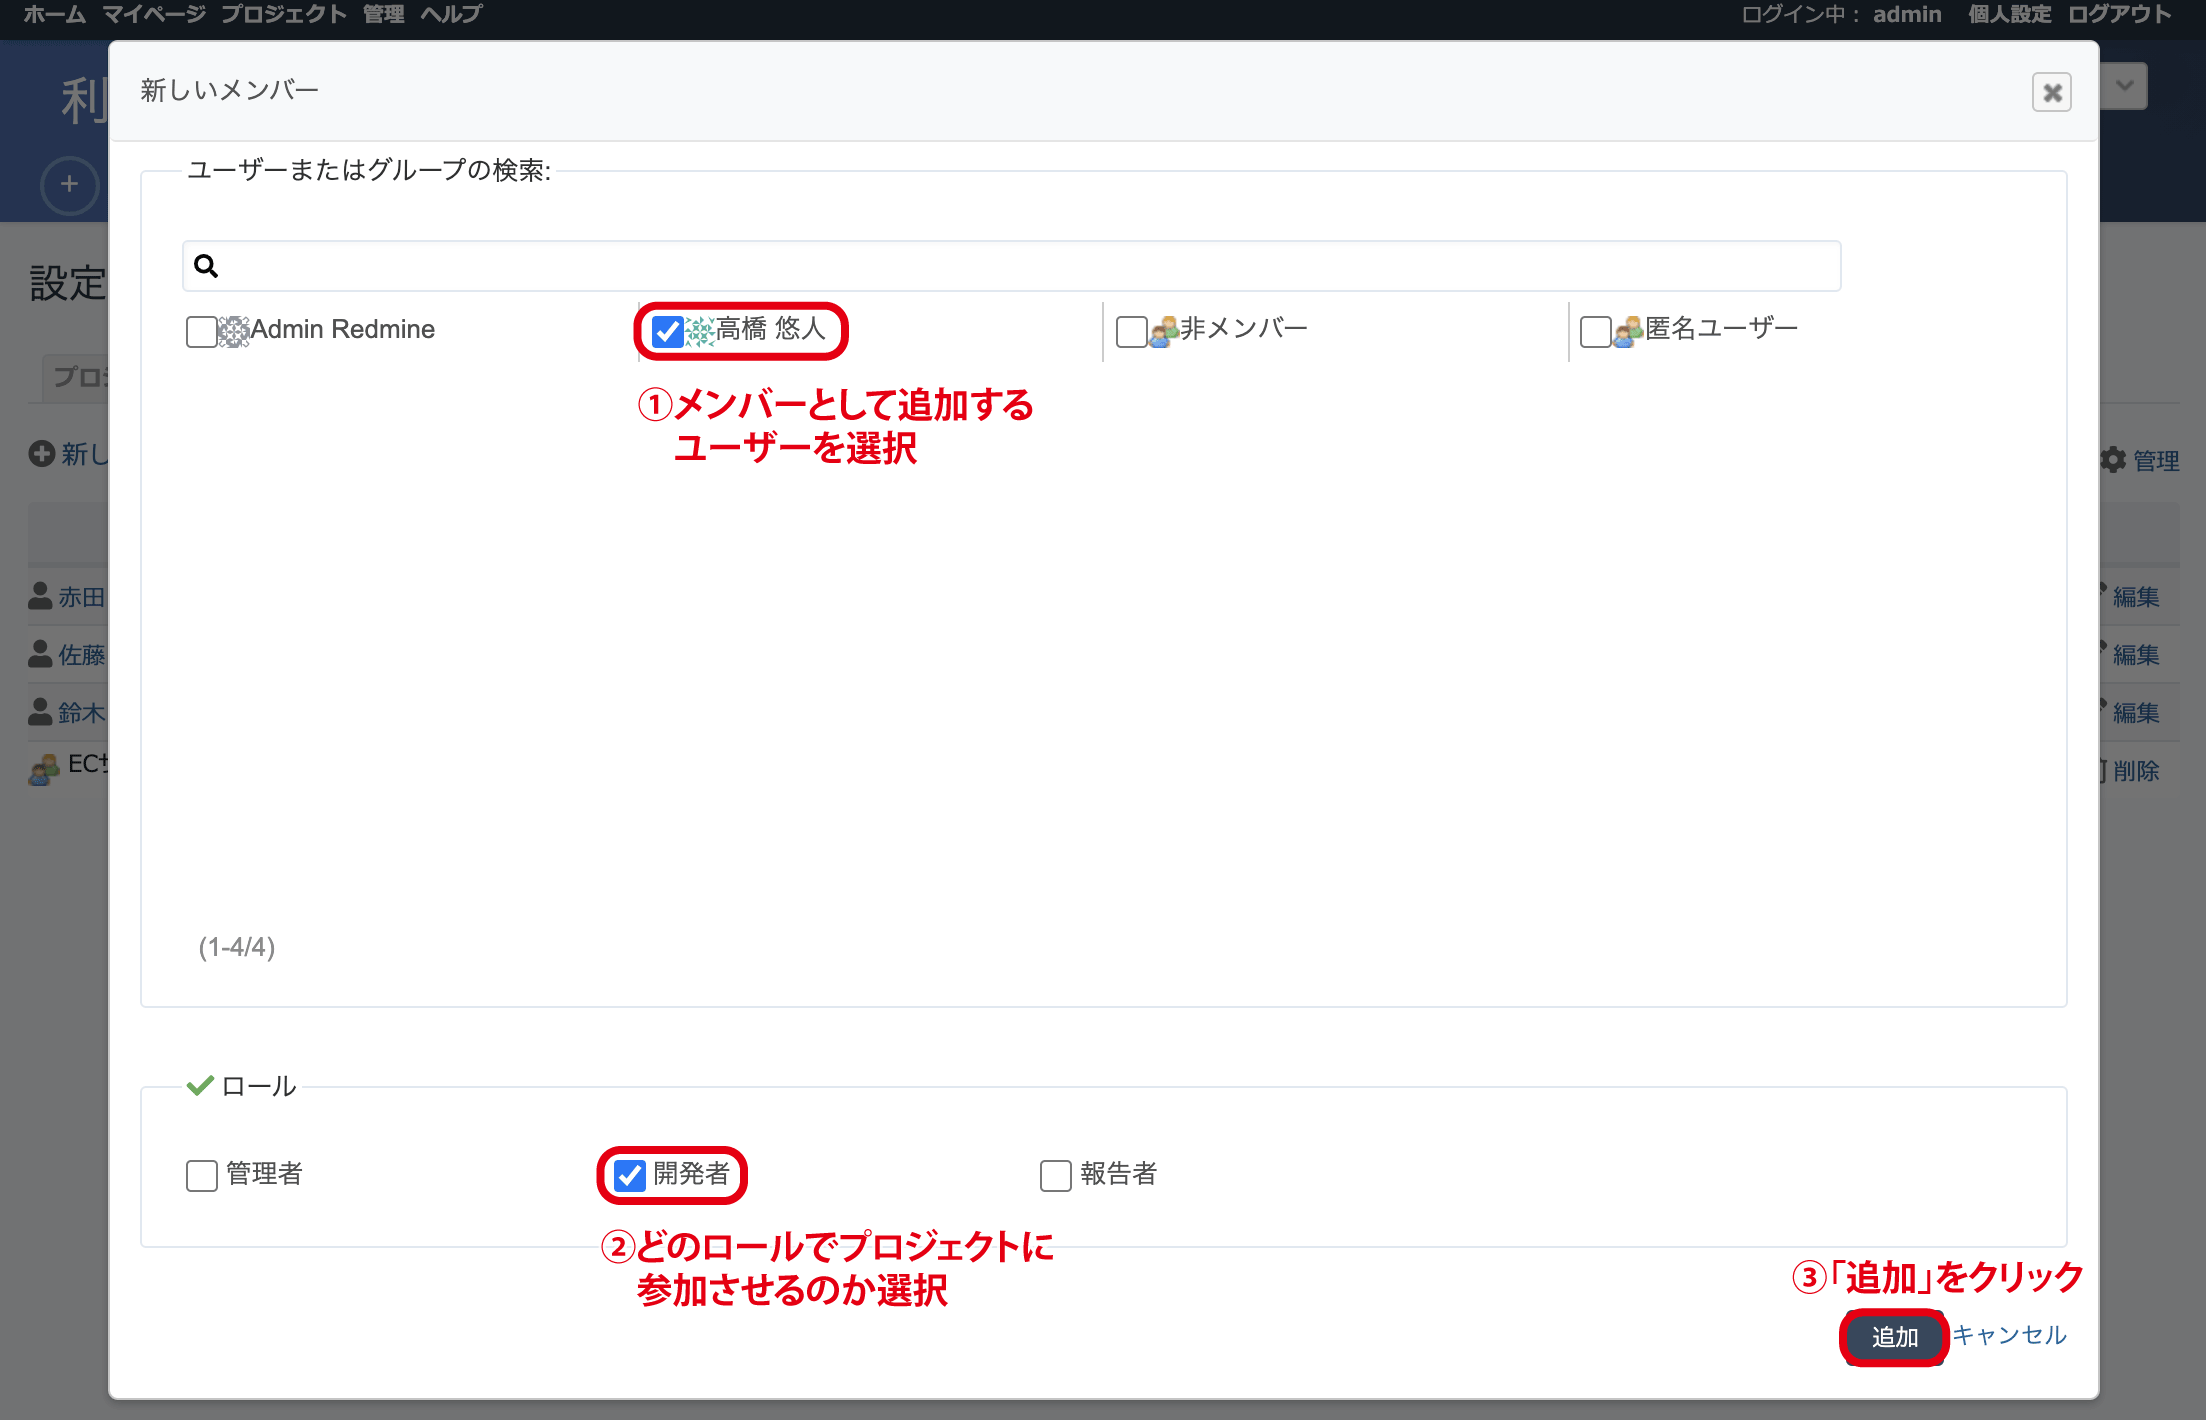 ホーム マイページ プロジェクト 管理 ヘルプ
ログイン中： admin 個人設定 ログアウト
利
新しいメンバー
設定
プロジ
新し
管理
赤田
編集
佐藤
編集
鈴木
編集
ECサ
削除
ユーザーまたはグループの検索:
Admin Redmine
高橋 悠人
非メンバー
匿名ユーザー
①メンバーとして追加する
ユーザーを選択
(1-4/4)
ロール
管理者
開発者
報告者
②どのロールでプロジェクトに
参加させるのか選択
③「追加」をクリック
追加
キャンセル